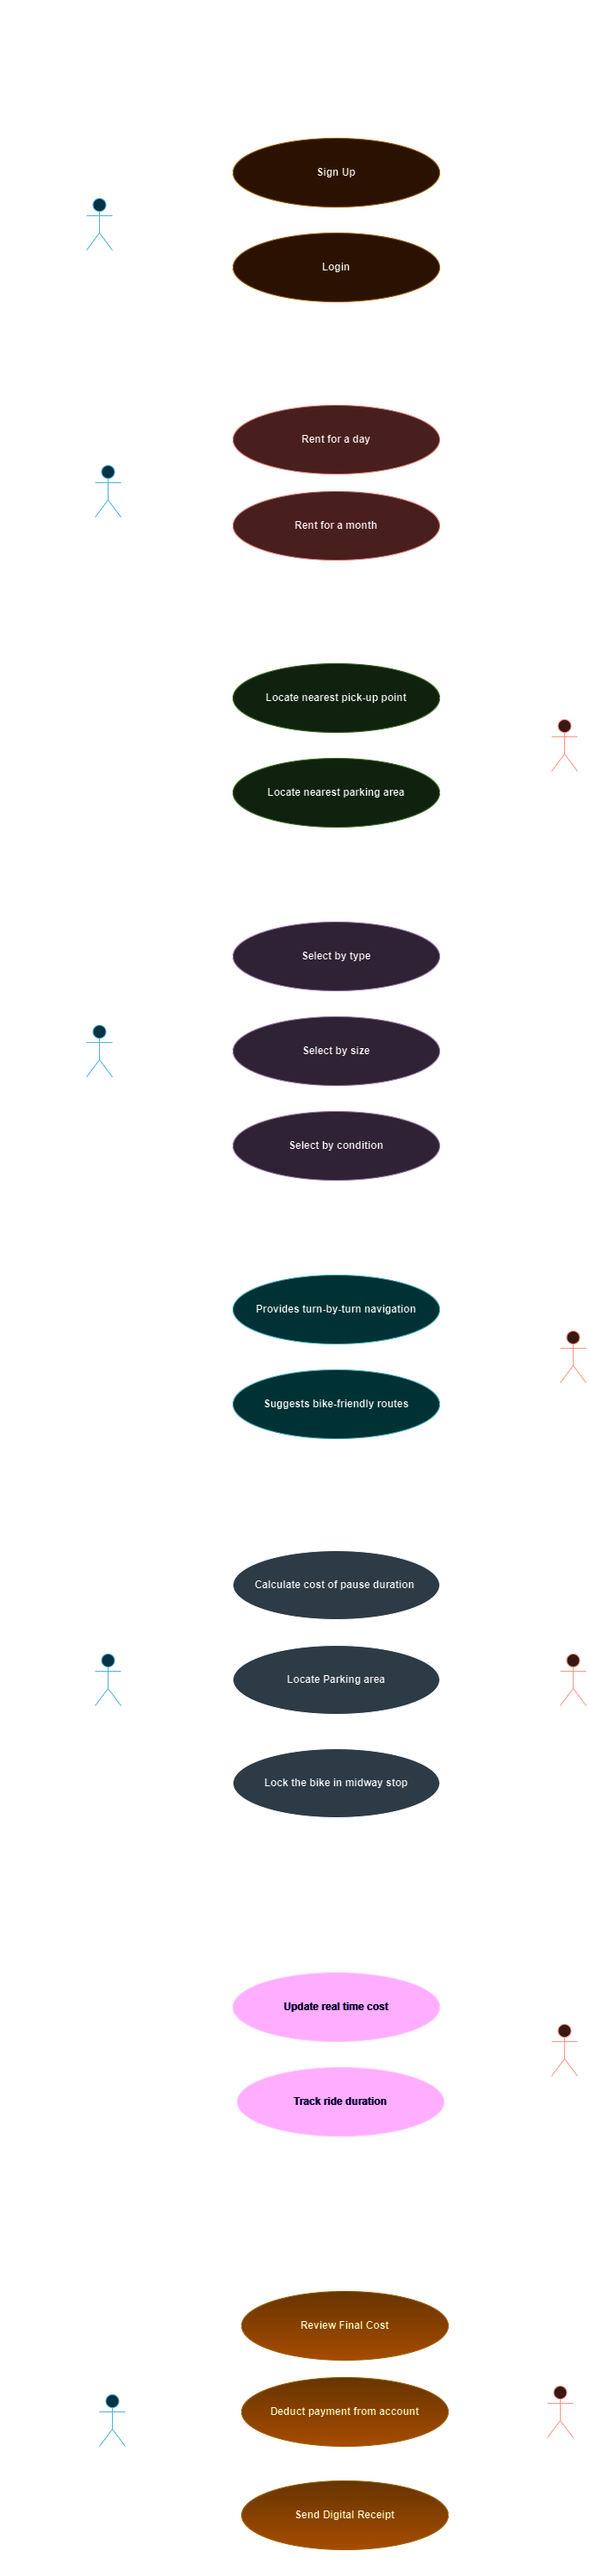 Sign Up
Login
Rent for a day
Rent for a month
Locate nearest pick-up point
Locate nearest parking area
Select by type
Select by size
Select by condition
Provides turn-by-turn navigation
Suggests bike-friendly routes
Calculate cost of pause duration
Locate Parking area
Lock the bike in midway stop
Update real time cost
Track ride duration
Review Final Cost
Deduct payment from account
Send Digital Receipt